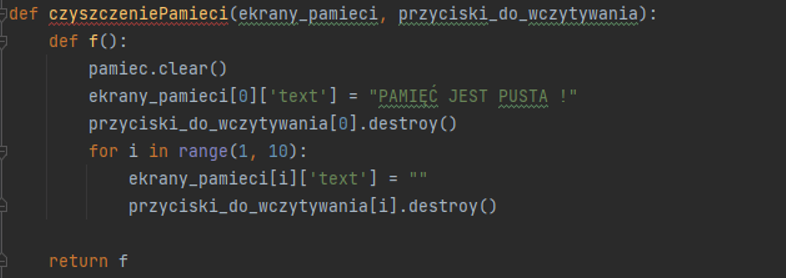 def czyszczeniePamieci(ekrany_pamieci, przyciski_do_wczytywania):
    def f():
        pamiec.clear()
        ekrany_pamieci[0]['text'] = "PAMIĘĆ JEST PUSTA !"
        przyciski_do_wczytywania[0].destroy()
        for i in range(1, 10):
            ekrany_pamieci[i]['text'] = ""
            przyciski_do_wczytywania[i].destroy()
    return f